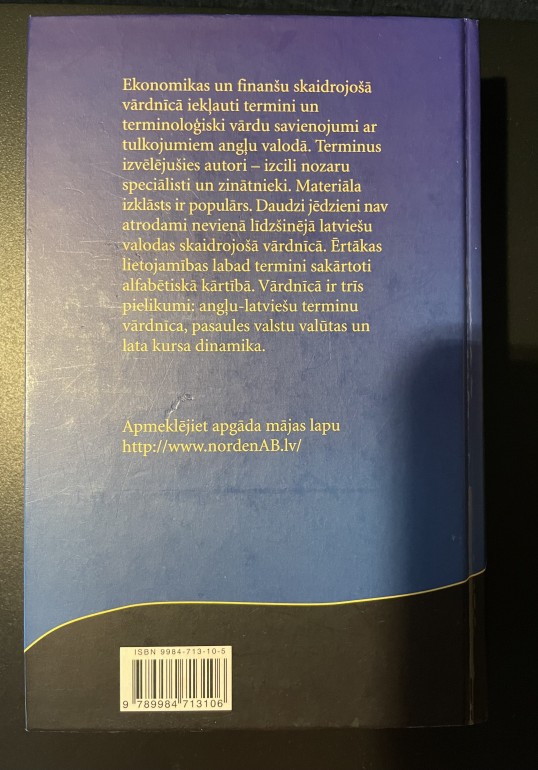 Ekonomikas un finanšu skaidrojošā
vārdnīcā iekļauti termini un
terminoloģiski vārdu savienojumi ar
tulkojumiem angļu valodā. Terminus
izvēlējušies autori – izcili nozaru
speciālisti un zinātnieki. Materiāla
izklāsts ir populārs. Daudzi jēdzieni nav
atrodami nevienā līdzšinējā latviešu
valodas skaidrojošā vārdnīcā. Ērtākas
lietojamības labad termini sakārtoti
alfabētiskā kārtībā. Vārdnīcā ir trīs
pielikumi: angļu-latviešu terminu
vārdnīca, pasaules valstu valūtas un
lata kursa dinamika.
Apmeklējiet apgāda mājas lapu
http://www.nordenAB.lv/
ISBN 9984-713-10-5
9 789984 713106